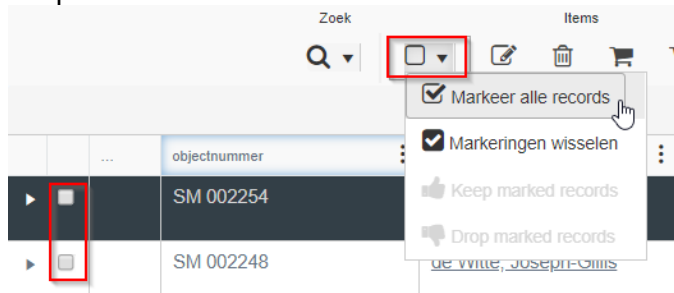 Zoek
Items
Markeer alle records
...
objectnummer
Markeringen wisselen
Keep marked records
SM 002254
Drop marked records
SM 002248
de Witte, Joseph-Gillis